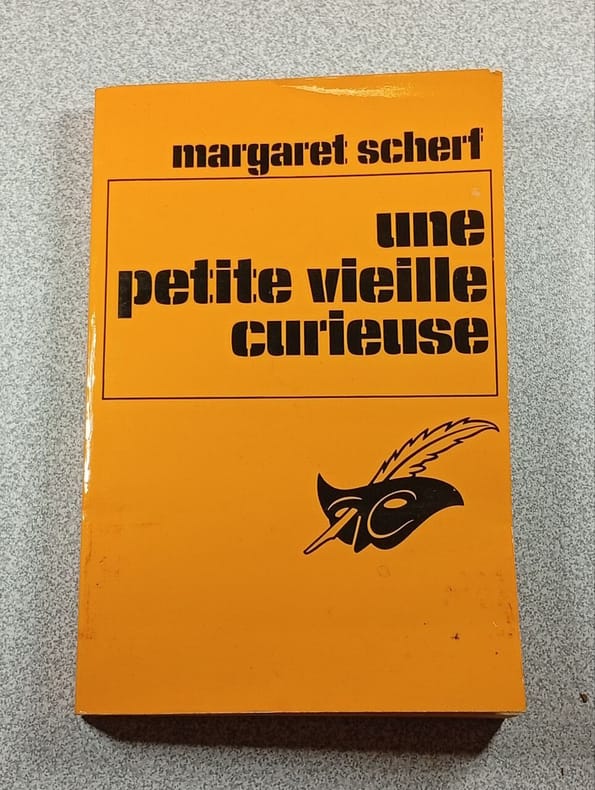 margaret scherf
une
petite vieille
curieuse